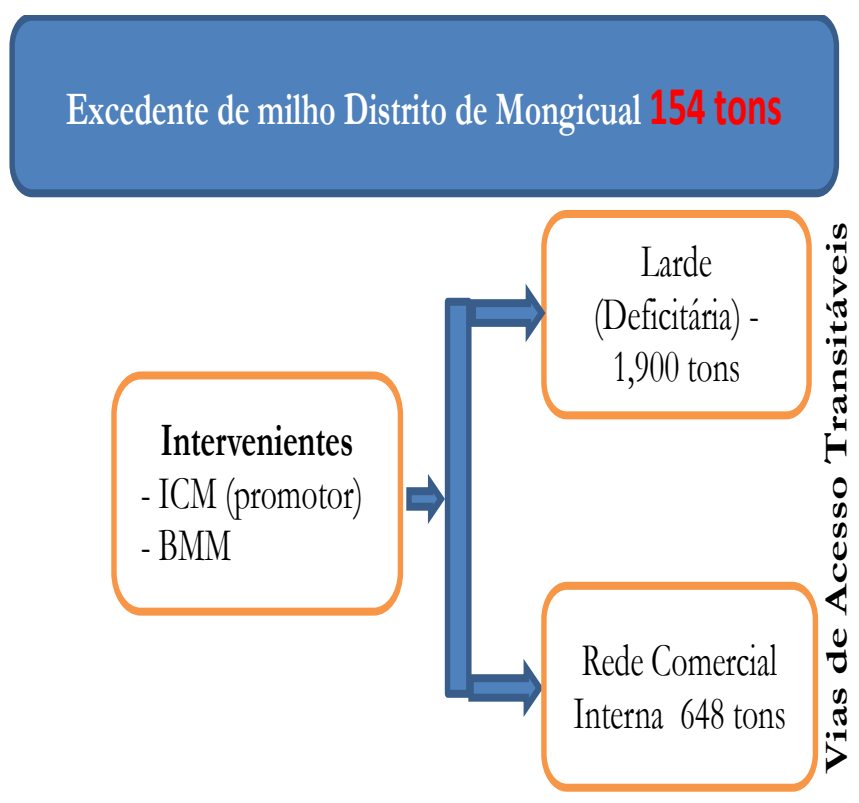 Excedente de milho Distrito de Mongicual 154 tons
Larde
(Deficitária) -
1,900 tons
Intervenientes
- ICM (promotor)
- BMM
Rede Comercial
Interna 648 tons
Vias de Acesso Transitáveis